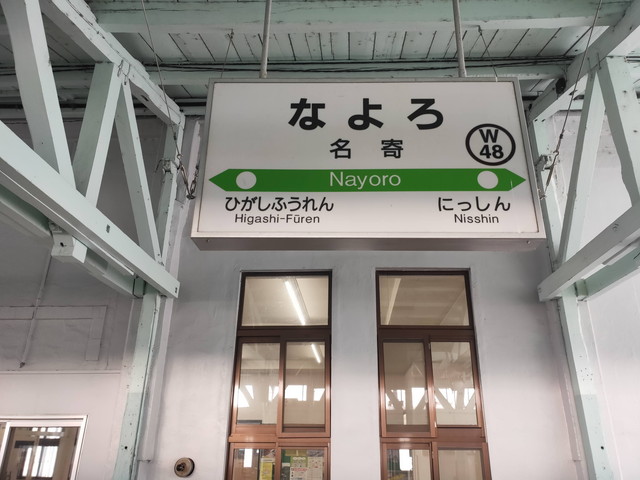 なよろ
名寄
W
48
Nayoro
ひがしふうれん
Higashi-Fūren
にっしん
Nisshin